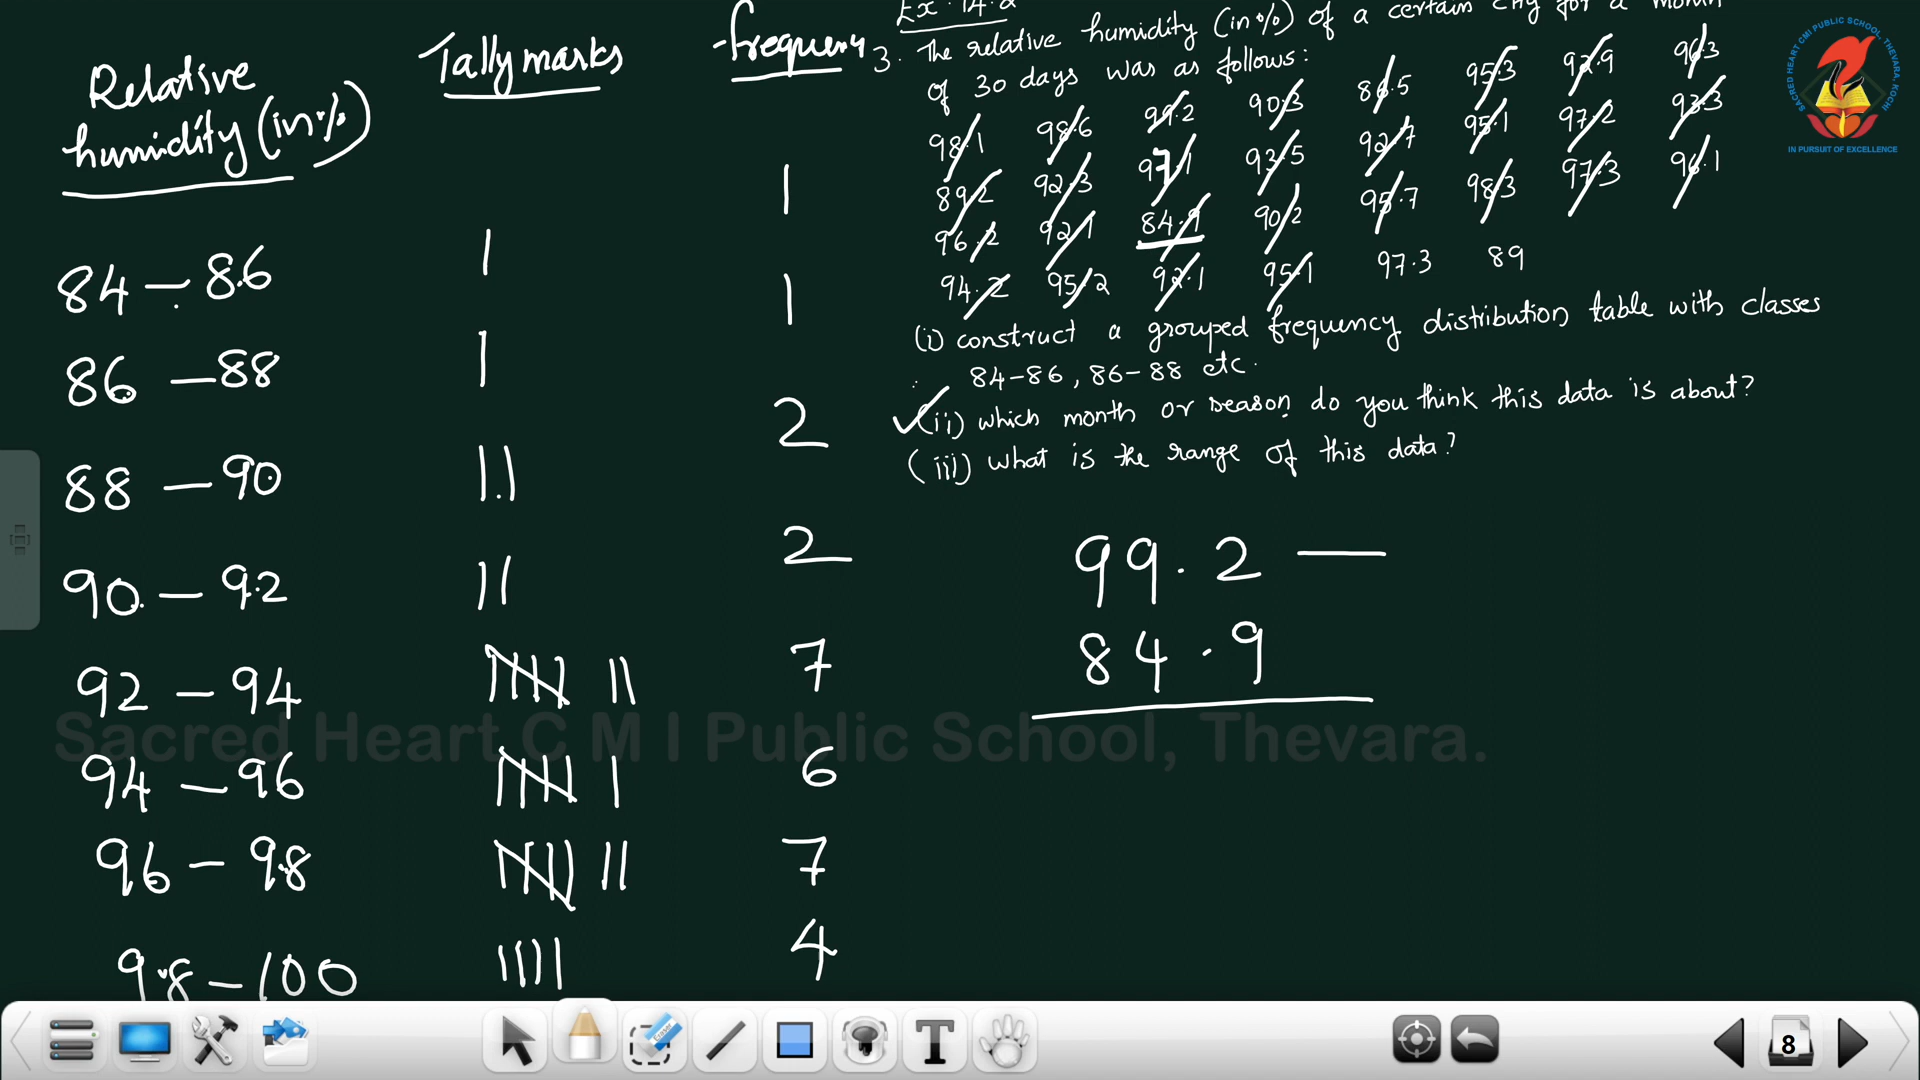 Ex. 14.2
3. The relative humidity (in %) of a certain city for a month
of 30 days was as follows:
98.1 98.6 99.2 90.3 86.5 95.3 92.9 96.3
89.2 92.3 97.1 93.5 92.7 95.1 97.2 93.3
96.2 92.1 84.9 90.2 95.7 98.3 97.3 96.1
94.2 95.2 92.1 95.1 97.3 89
(i) construct a grouped frequency distribution table with classes
84-86, 86-88 etc.
(ii) which month or season do you think this data is about?
(iii) What is the range of this data?
Relative humidity (in %) Tally marks frequency
84 - 86 | 1
86 - 88 | 1
88 - 90 || 2
90 - 92 || 2
92 - 94 |||| || 7
94 - 96 |||| | 6
96 - 98 |||| || 7
98 - 100 |||| 4
99.2 —
84.9
Sacred Heart C M I Public School, Thevara.
SACRED HEART CMI PUBLIC SCHOOL, THEVARA, KOCHI
IN PURSUIT OF EXCELLENCE
eraser
T
8